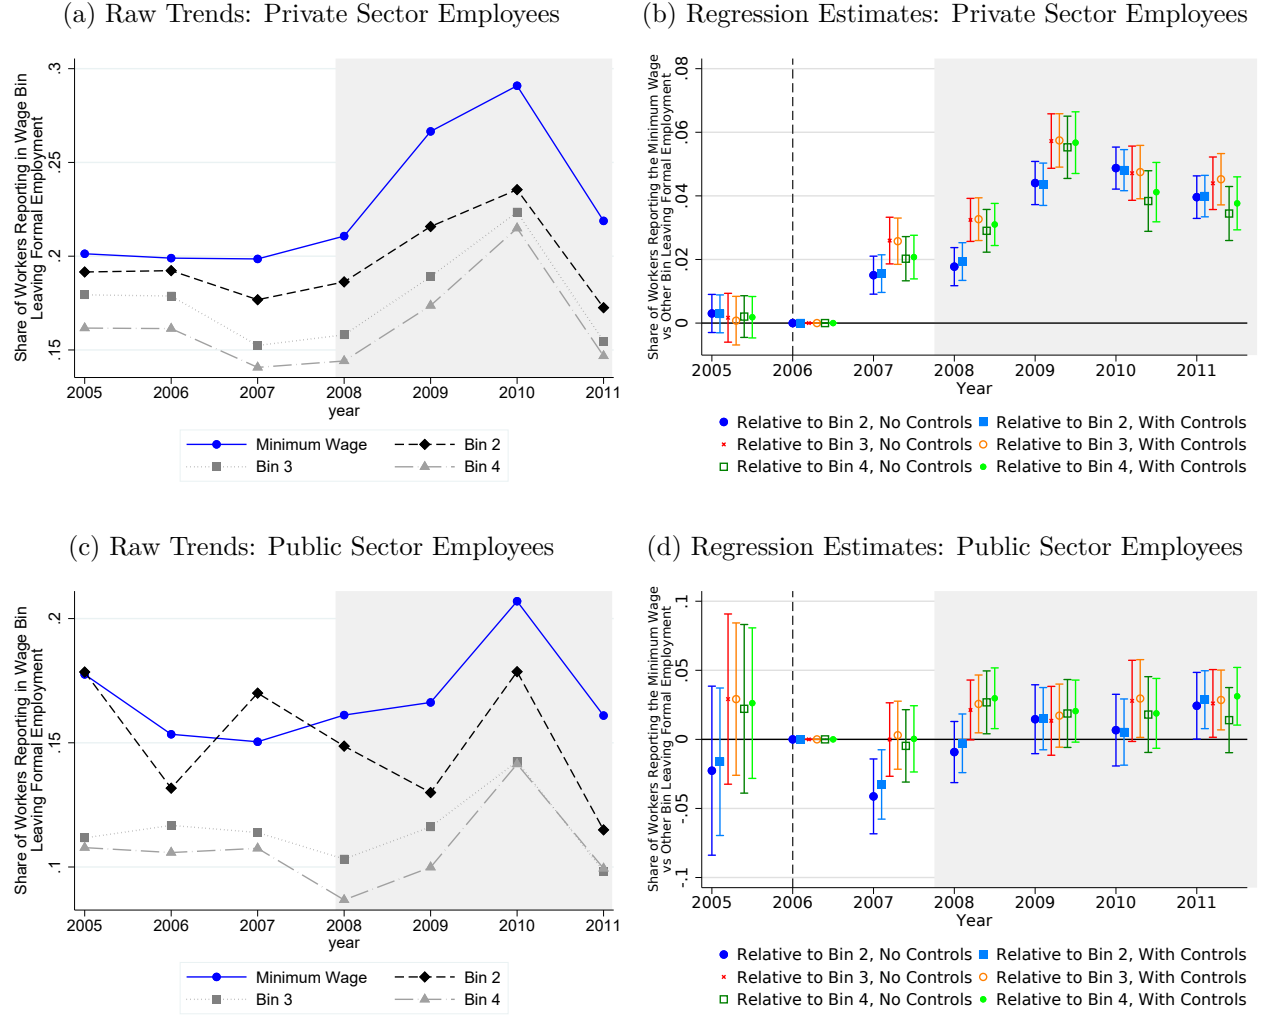 (a) Raw Trends: Private Sector Employees
Share of Workers Reporting in Wage Bin
Leaving Formal Employment
.3
.25
.2
.15
2005 2006 2007 2008 2009 2010 2011
year
Minimum Wage Bin 2
Bin 3 Bin 4
(b) Regression Estimates: Private Sector Employees
Share of Workers Reporting the Minimum Wage
vs Other Bin Leaving Formal Employment
.08
.06
.04
.02
0
2005 2006 2007 2008 2009 2010 2011
Year
Relative to Bin 2, No Controls Relative to Bin 2, With Controls
Relative to Bin 3, No Controls Relative to Bin 3, With Controls
Relative to Bin 4, No Controls Relative to Bin 4, With Controls
(c) Raw Trends: Public Sector Employees
Share of Workers Reporting in Wage Bin
Leaving Formal Employment
.2
.15
.1
2005 2006 2007 2008 2009 2010 2011
year
Minimum Wage Bin 2
Bin 3 Bin 4
(d) Regression Estimates: Public Sector Employees
Share of Workers Reporting the Minimum Wage
vs Other Bin Leaving Formal Employment
.1
.05
0
-.05
-.1
2005 2006 2007 2008 2009 2010 2011
Year
Relative to Bin 2, No Controls Relative to Bin 2, With Controls
Relative to Bin 3, No Controls Relative to Bin 3, With Controls
Relative to Bin 4, No Controls Relative to Bin 4, With Controls